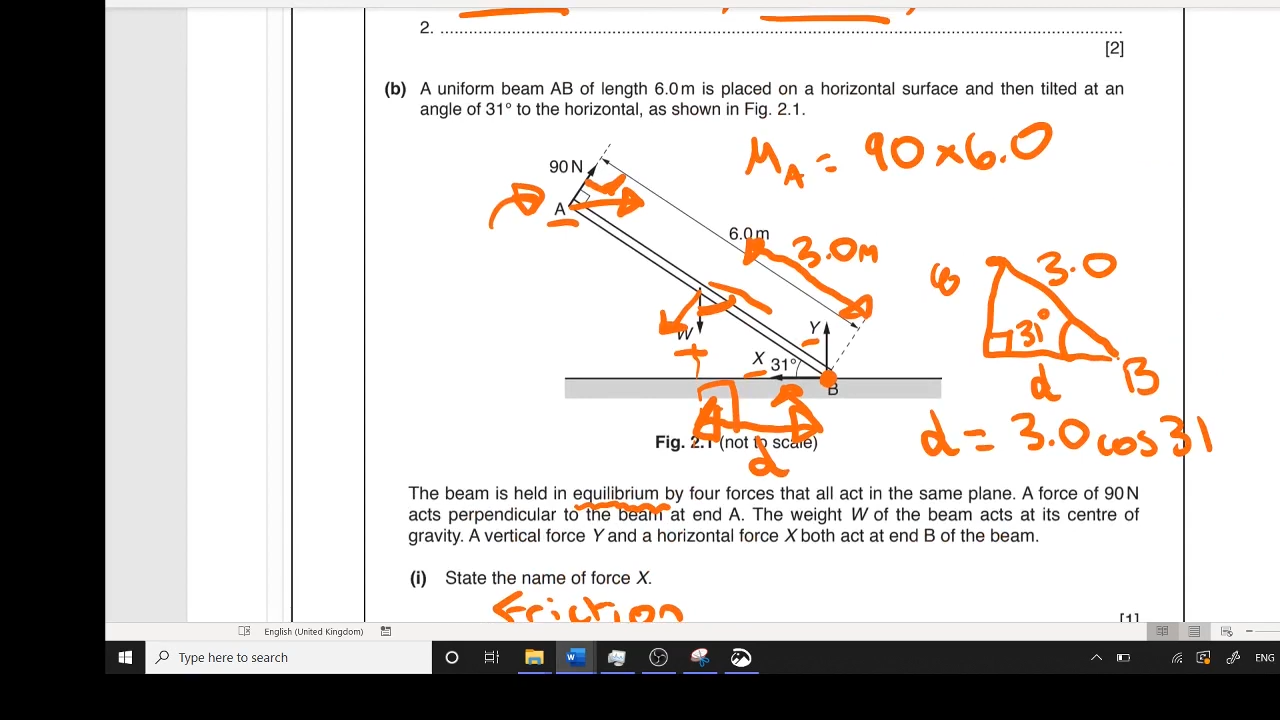 2. ........................................................................
[2]
(b) A uniform beam AB of length 6.0m is placed on a horizontal surface and then tilted at an
angle of 31° to the horizontal, as shown in Fig. 2.1.
M_A = 90 × 6.0
90N
A
6.0m
3.0m
3.0
31°
B
d
W
X
31°
Y
B
d = 3.0 cos 31
Fig. 2.1 (not to scale)
d
The beam is held in equilibrium by four forces that all act in the same plane. A force of 90N
acts perpendicular to the beam at end A. The weight W of the beam acts at its centre of
gravity. A vertical force Y and a horizontal force X both act at end B of the beam.
(i) State the name of force X.
friction
[1]
English (United Kingdom)
Type here to search
ENG